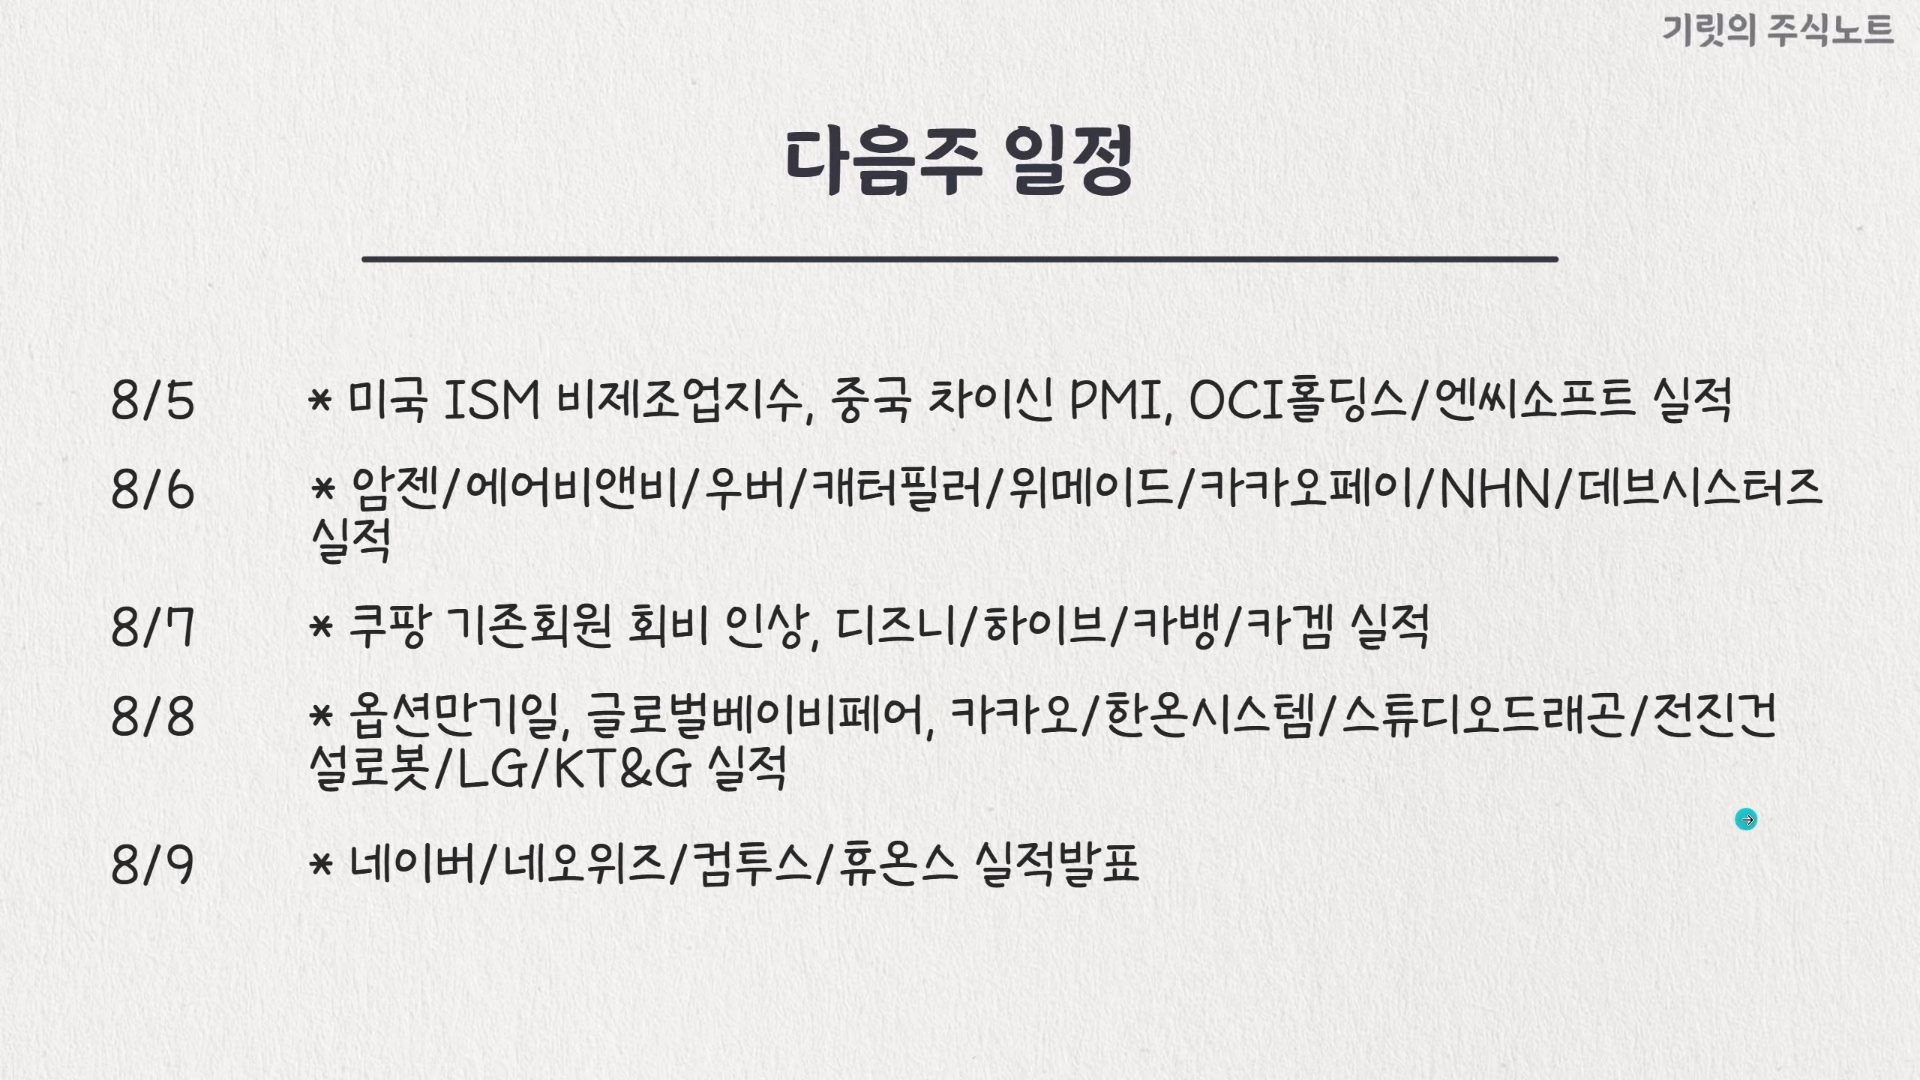 기릿의 주식노트
다음주 일정
8/5 * 미국 ISM 비제조업지수, 중국 차이신 PMI, OCI홀딩스/엔씨소프트 실적
8/6 * 암젠/에어비앤비/우버/캐터필러/위메이드/카카오페이/NHN/데브시스터즈
실적
8/7 * 쿠팡 기존회원 회비 인상, 디즈니/하이브/카뱅/카겜 실적
8/8 * 옵션만기일, 글로벌베이비페어, 카카오/한온시스템/스튜디오드래곤/전진건
설로봇/LG/KT&G 실적
8/9 * 네이버/네오위즈/컴투스/휴온스 실적발표